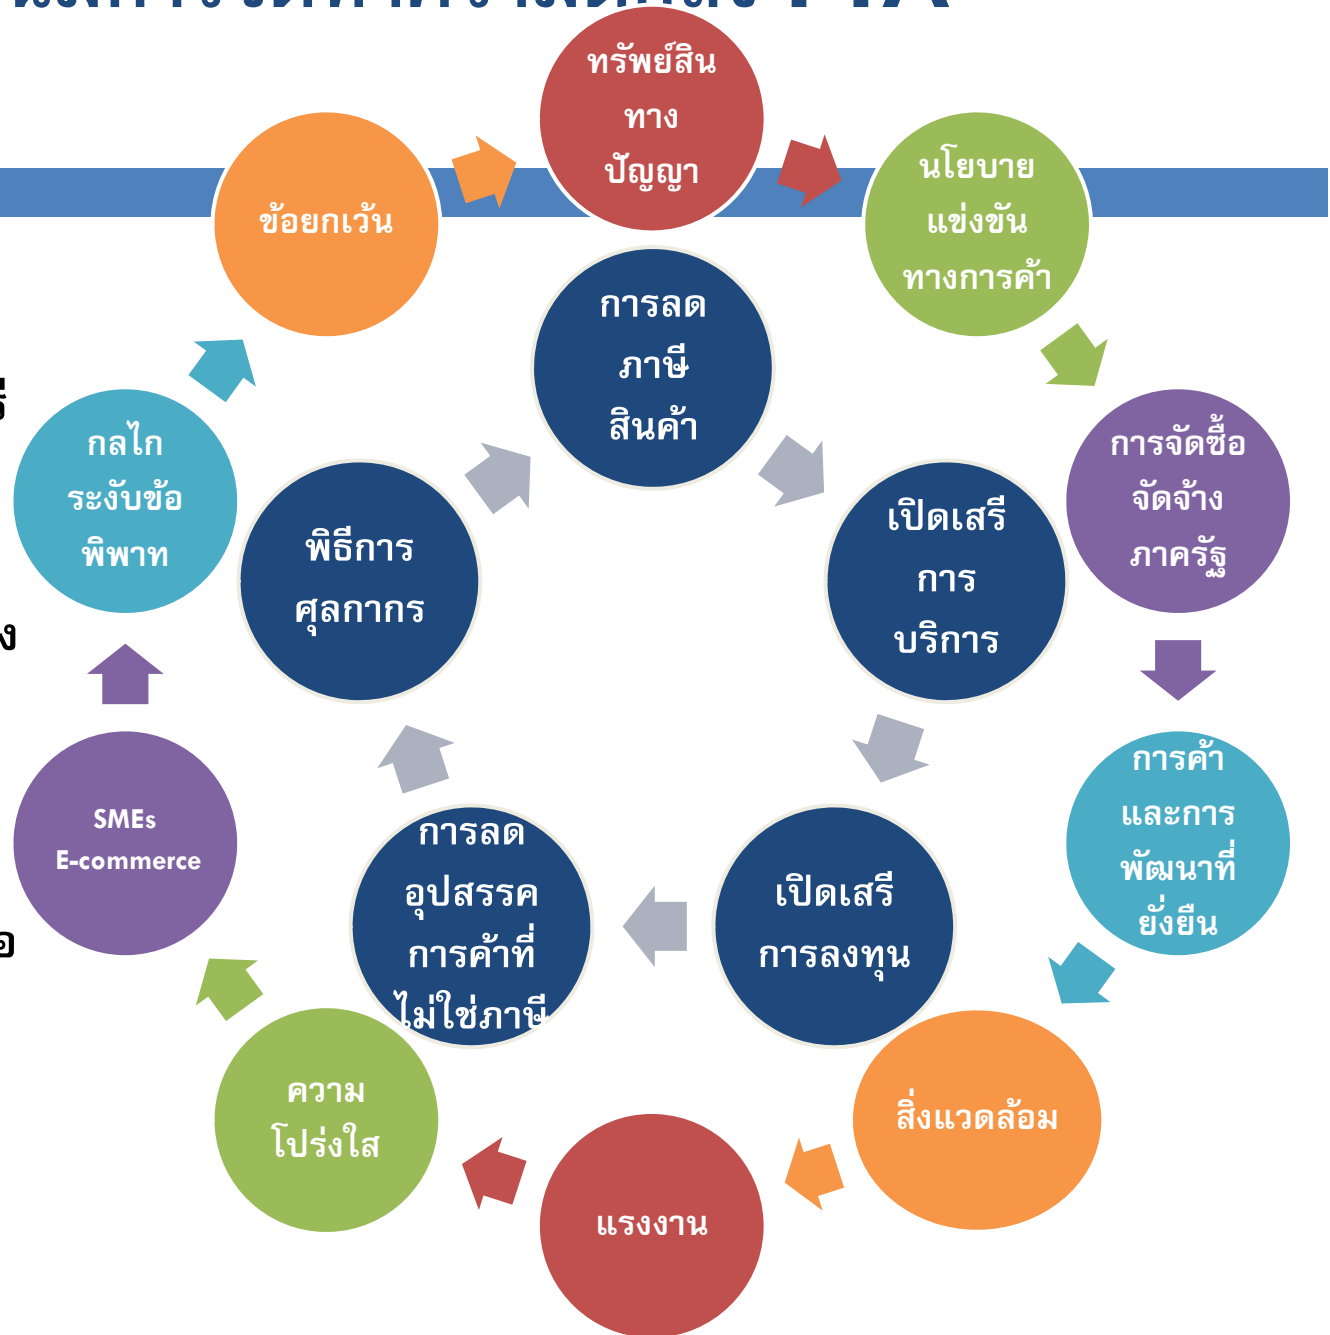 FTA
ทรัพย์สิน
ทาง
ปัญญา
นโยบาย
แข่งขัน
ทางการค้า
การจัดซื้อ
จัดจ้าง
ภาครัฐ
การค้า
และการ
พัฒนาที่
ยั่งยืน
สิ่งแวดล้อม
แรงงาน
ความ
โปร่งใส
SMEs
E-commerce
กลไก
ระงับข้อ
พิพาท
ข้อยกเว้น
การลด
ภาษี
สินค้า
เปิดเสรี
การ
บริการ
เปิดเสรี
การลงทุน
การลด
อุปสรรค
การค้าที่
ไม่ใช่ภาษี
พิธีการ
ศุลกากร